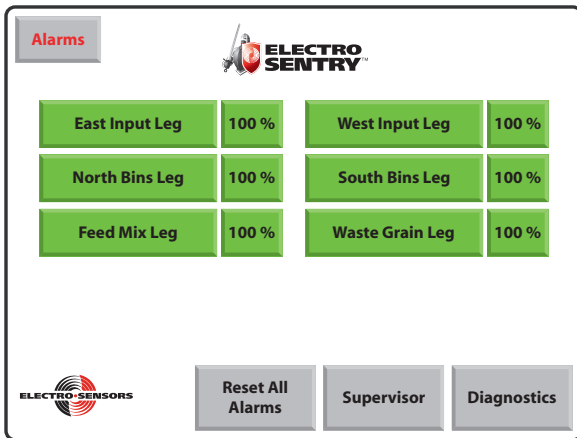 Alarms
ELECTRO
SENTRY™
East Input Leg 100 % West Input Leg 100 %
North Bins Leg 100 % South Bins Leg 100 %
Feed Mix Leg 100 % Waste Grain Leg 100 %
ELECTRO•SENSORS
Reset All
Alarms
Supervisor
Diagnostics